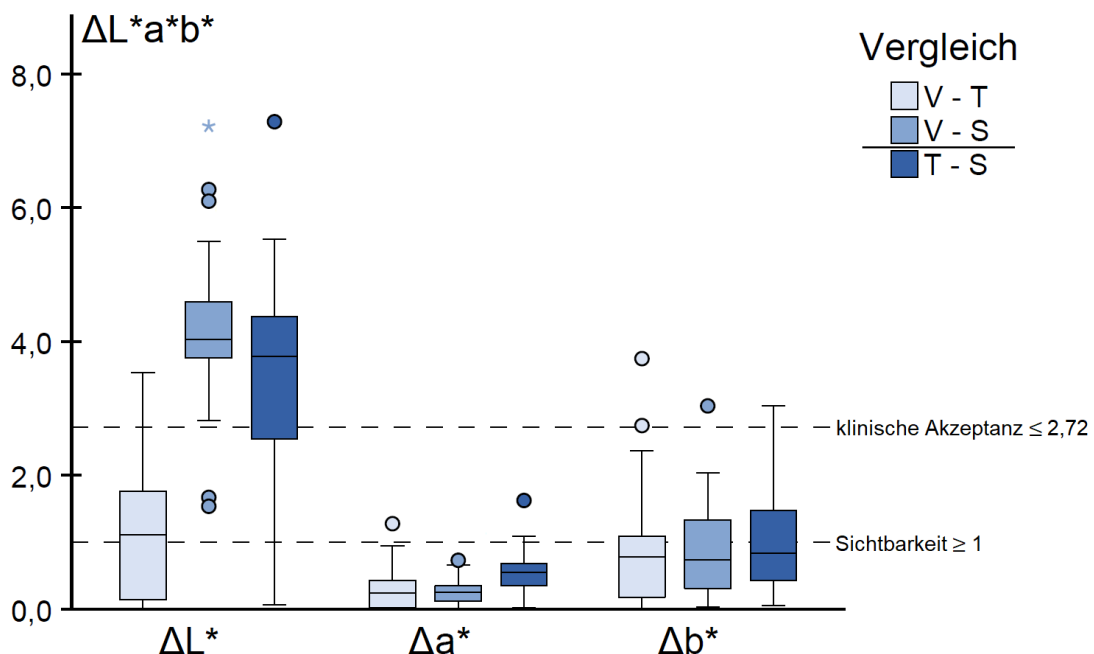 ΔL*a*b*
Vergleich
V - T
V - S
T - S
8,0
6,0
4,0
klinische Akzeptanz ≤ 2,72
2,0
Sichtbarkeit ≥ 1
0,0
ΔL*
Δa*
Δb*